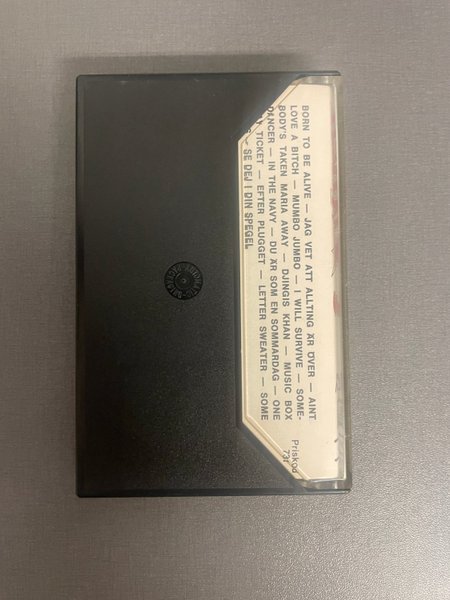 BORN TO BE ALIVE — JAG VET ATT ALLTING ÄR ÖVER — AINT
LOVE A BITCH — MUMBO JUMBO — I WILL SURVIVE — SOME-
BODY'S TAKEN MARIA AWAY — DJINGIS KHAN — MUSIC BOX
DANCER — IN THE NAVY — DU ÄR SOM EN SOMMARDAG — ONE
TICKET — EFTER PLUGGET — LETTER SWEATER — SOME
— SE DEJ I DIN SPEGEL
Priskod